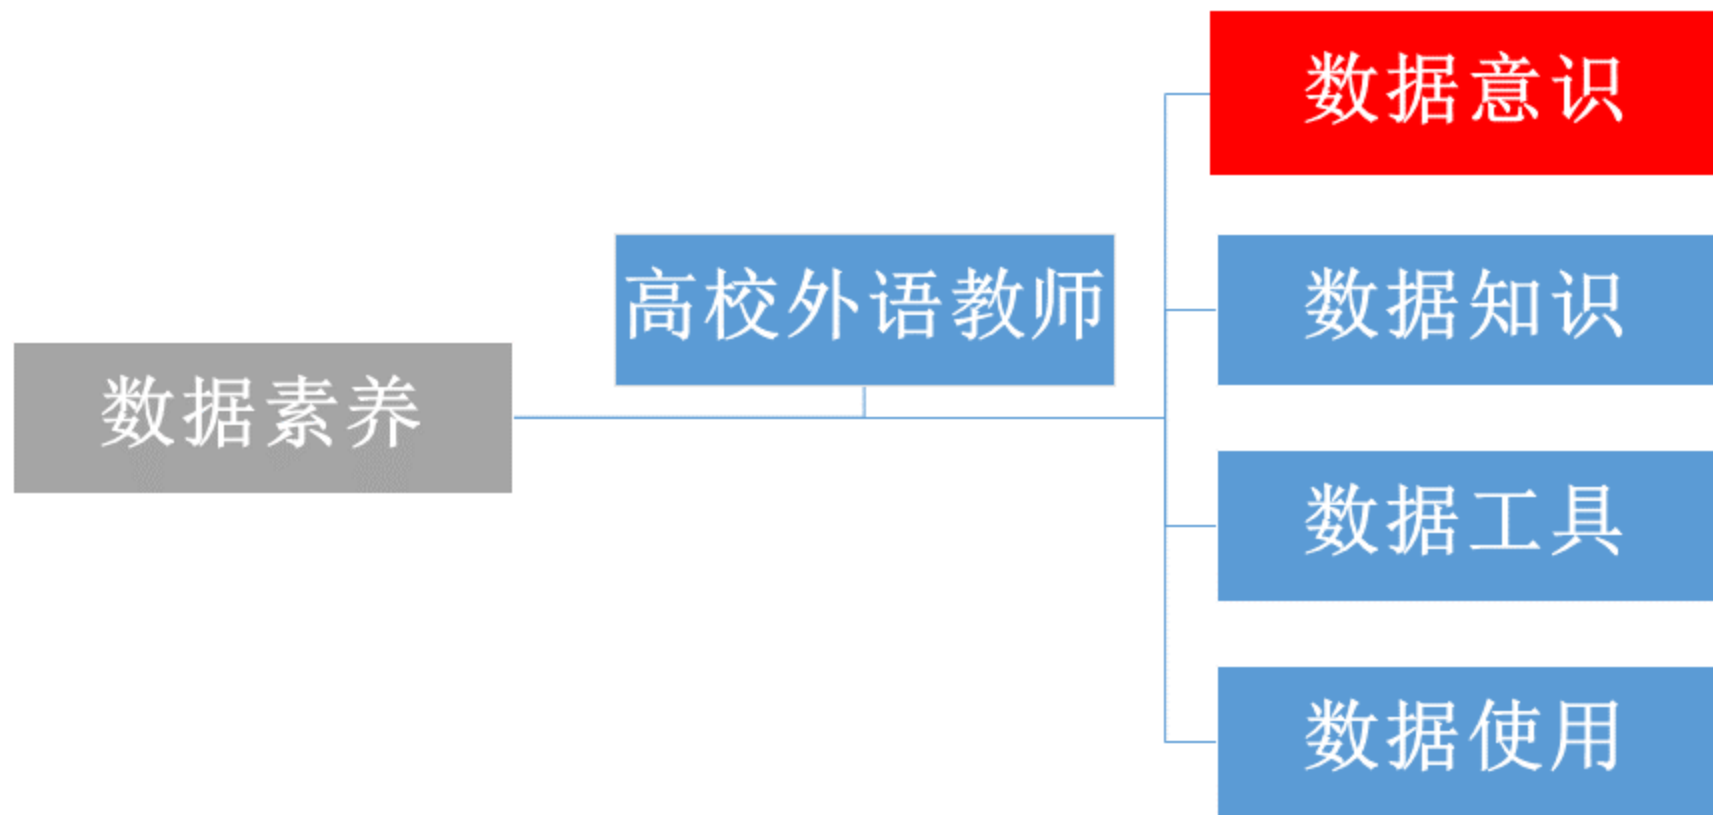 数据素养
高校外语教师
数据意识
数据知识
数据工具
数据使用